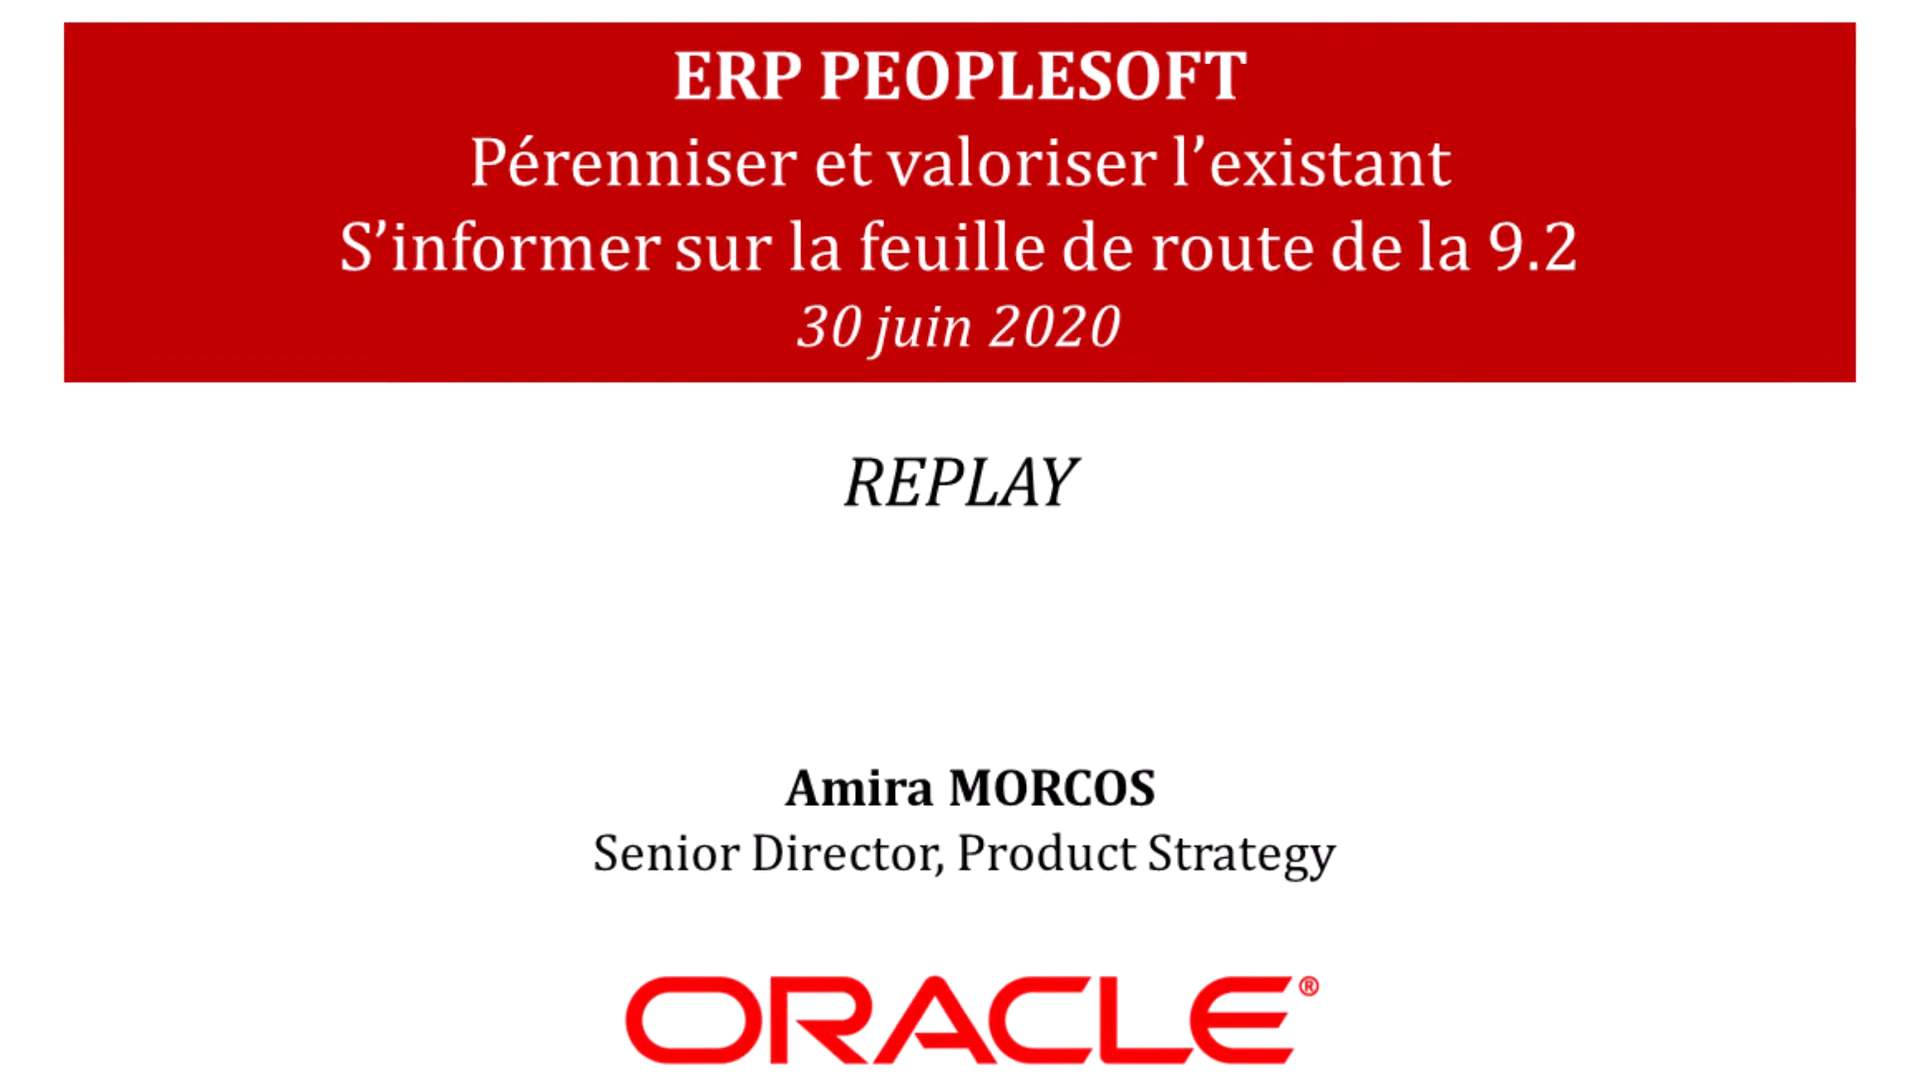 ERP PEOPLESOFT
Pérenniser et valoriser l’existant
S’informer sur la feuille de route de la 9.2
30 juin 2020
REPLAY
Amira MORCOS
Senior Director, Product Strategy
ORACLE®